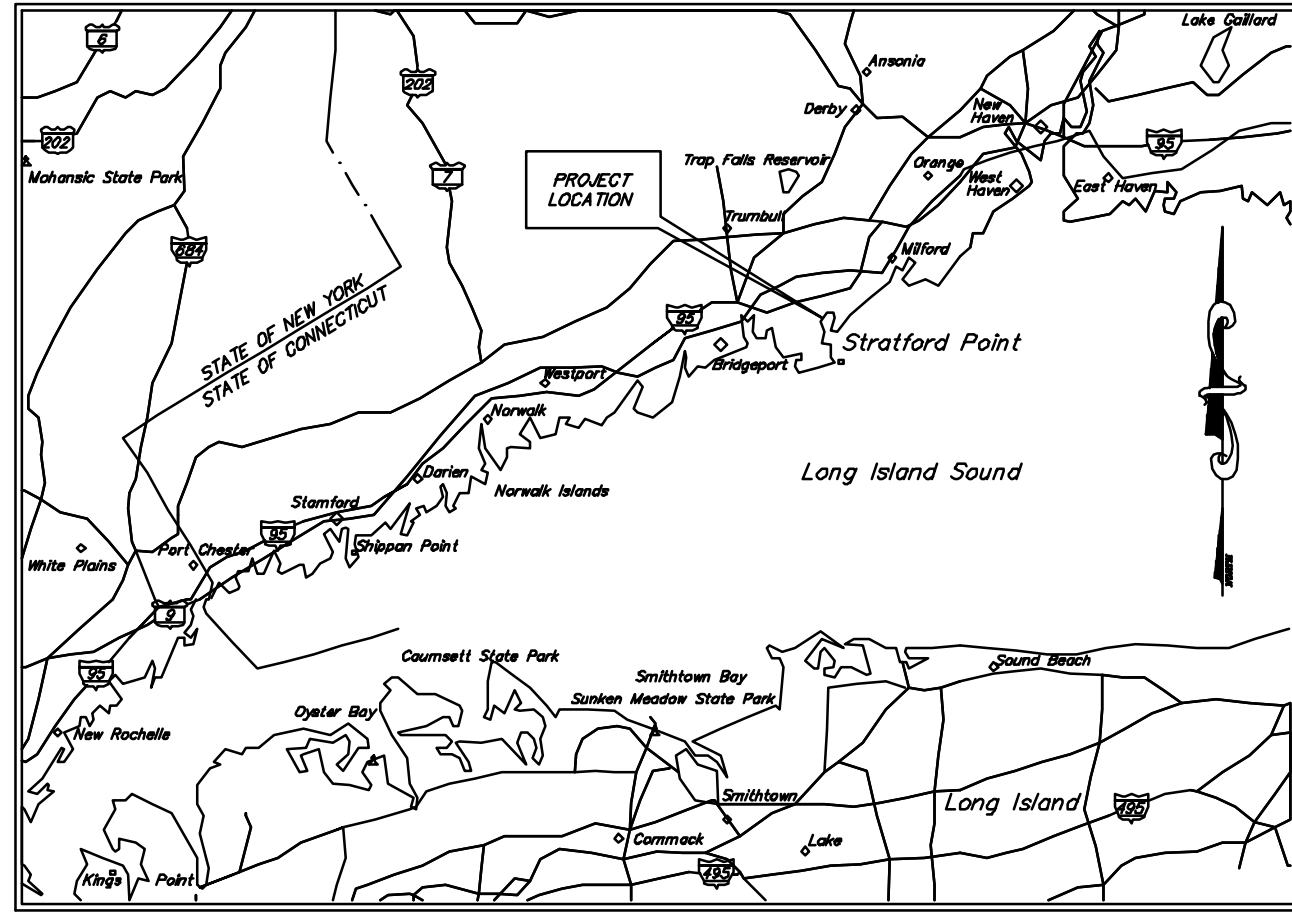 Lake Gaillard
6
202
Ansonia
Derby
New
Haven
95
202
Mohansic State Park
7
Trap Falls Reservoir
Orange
West
Haven
East Haven
PROJECT
LOCATION
Trumbull
684
Milford
STATE OF NEW YORK
STATE OF CONNECTICUT
95
Stratford Point
Bridgeport
Westport
Norwalk
Long Island Sound
Darien
Norwalk Islands
Stamford
95
Shippan Point
Port Chester
White Plains
NORTH
9
95
Caumsett State Park
Smithtown Bay
Sound Beach
Sunken Meadow State Park
Oyster Bay
New Rochelle
Smithtown
Long Island
495
Commack
Lake
495
Kings Point